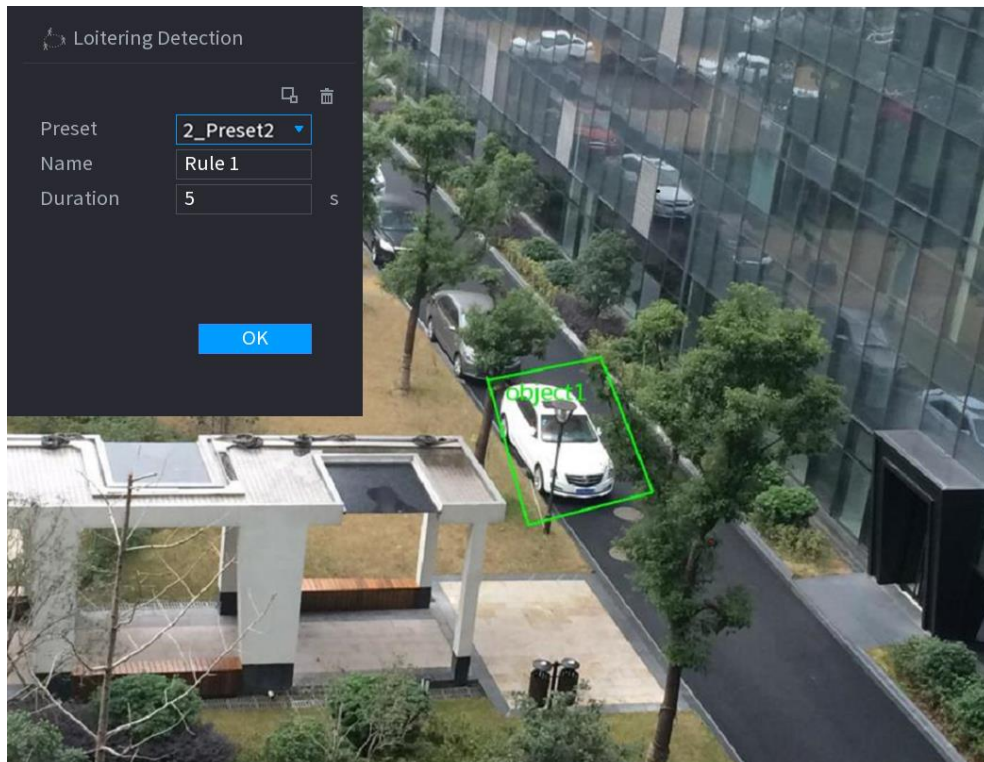 Loitering Detection
Preset 2_Preset2
Name Rule 1
Duration 5 s
OK
object1